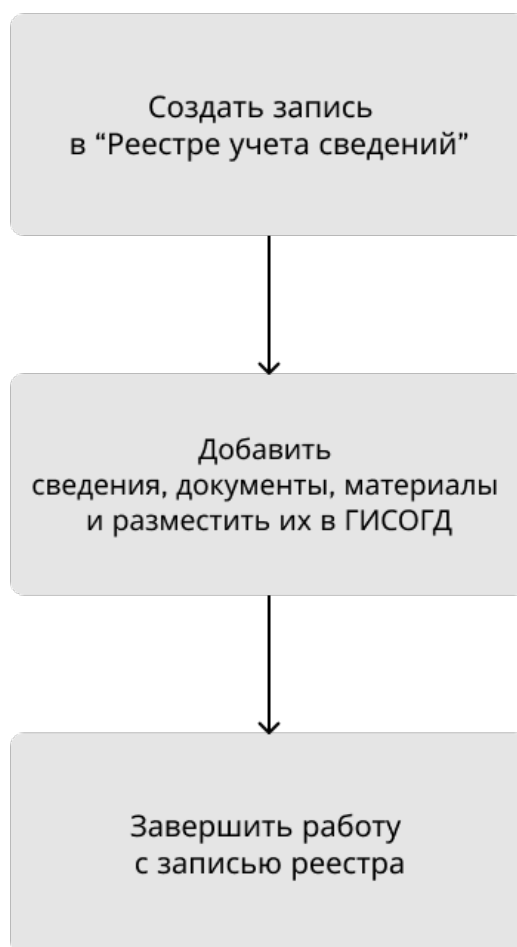 Создать запись
в “Реестре учета сведений”
Добавить
сведения, документы, материалы
и разместить их в ГИСОГД
Завершить работу
с записью реестра